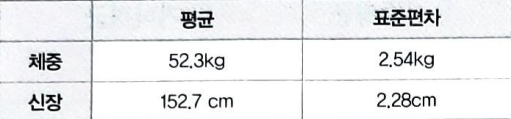 평균 표준편차
체중 52.3kg 2.54kg
신장 152.7 cm 2.28cm